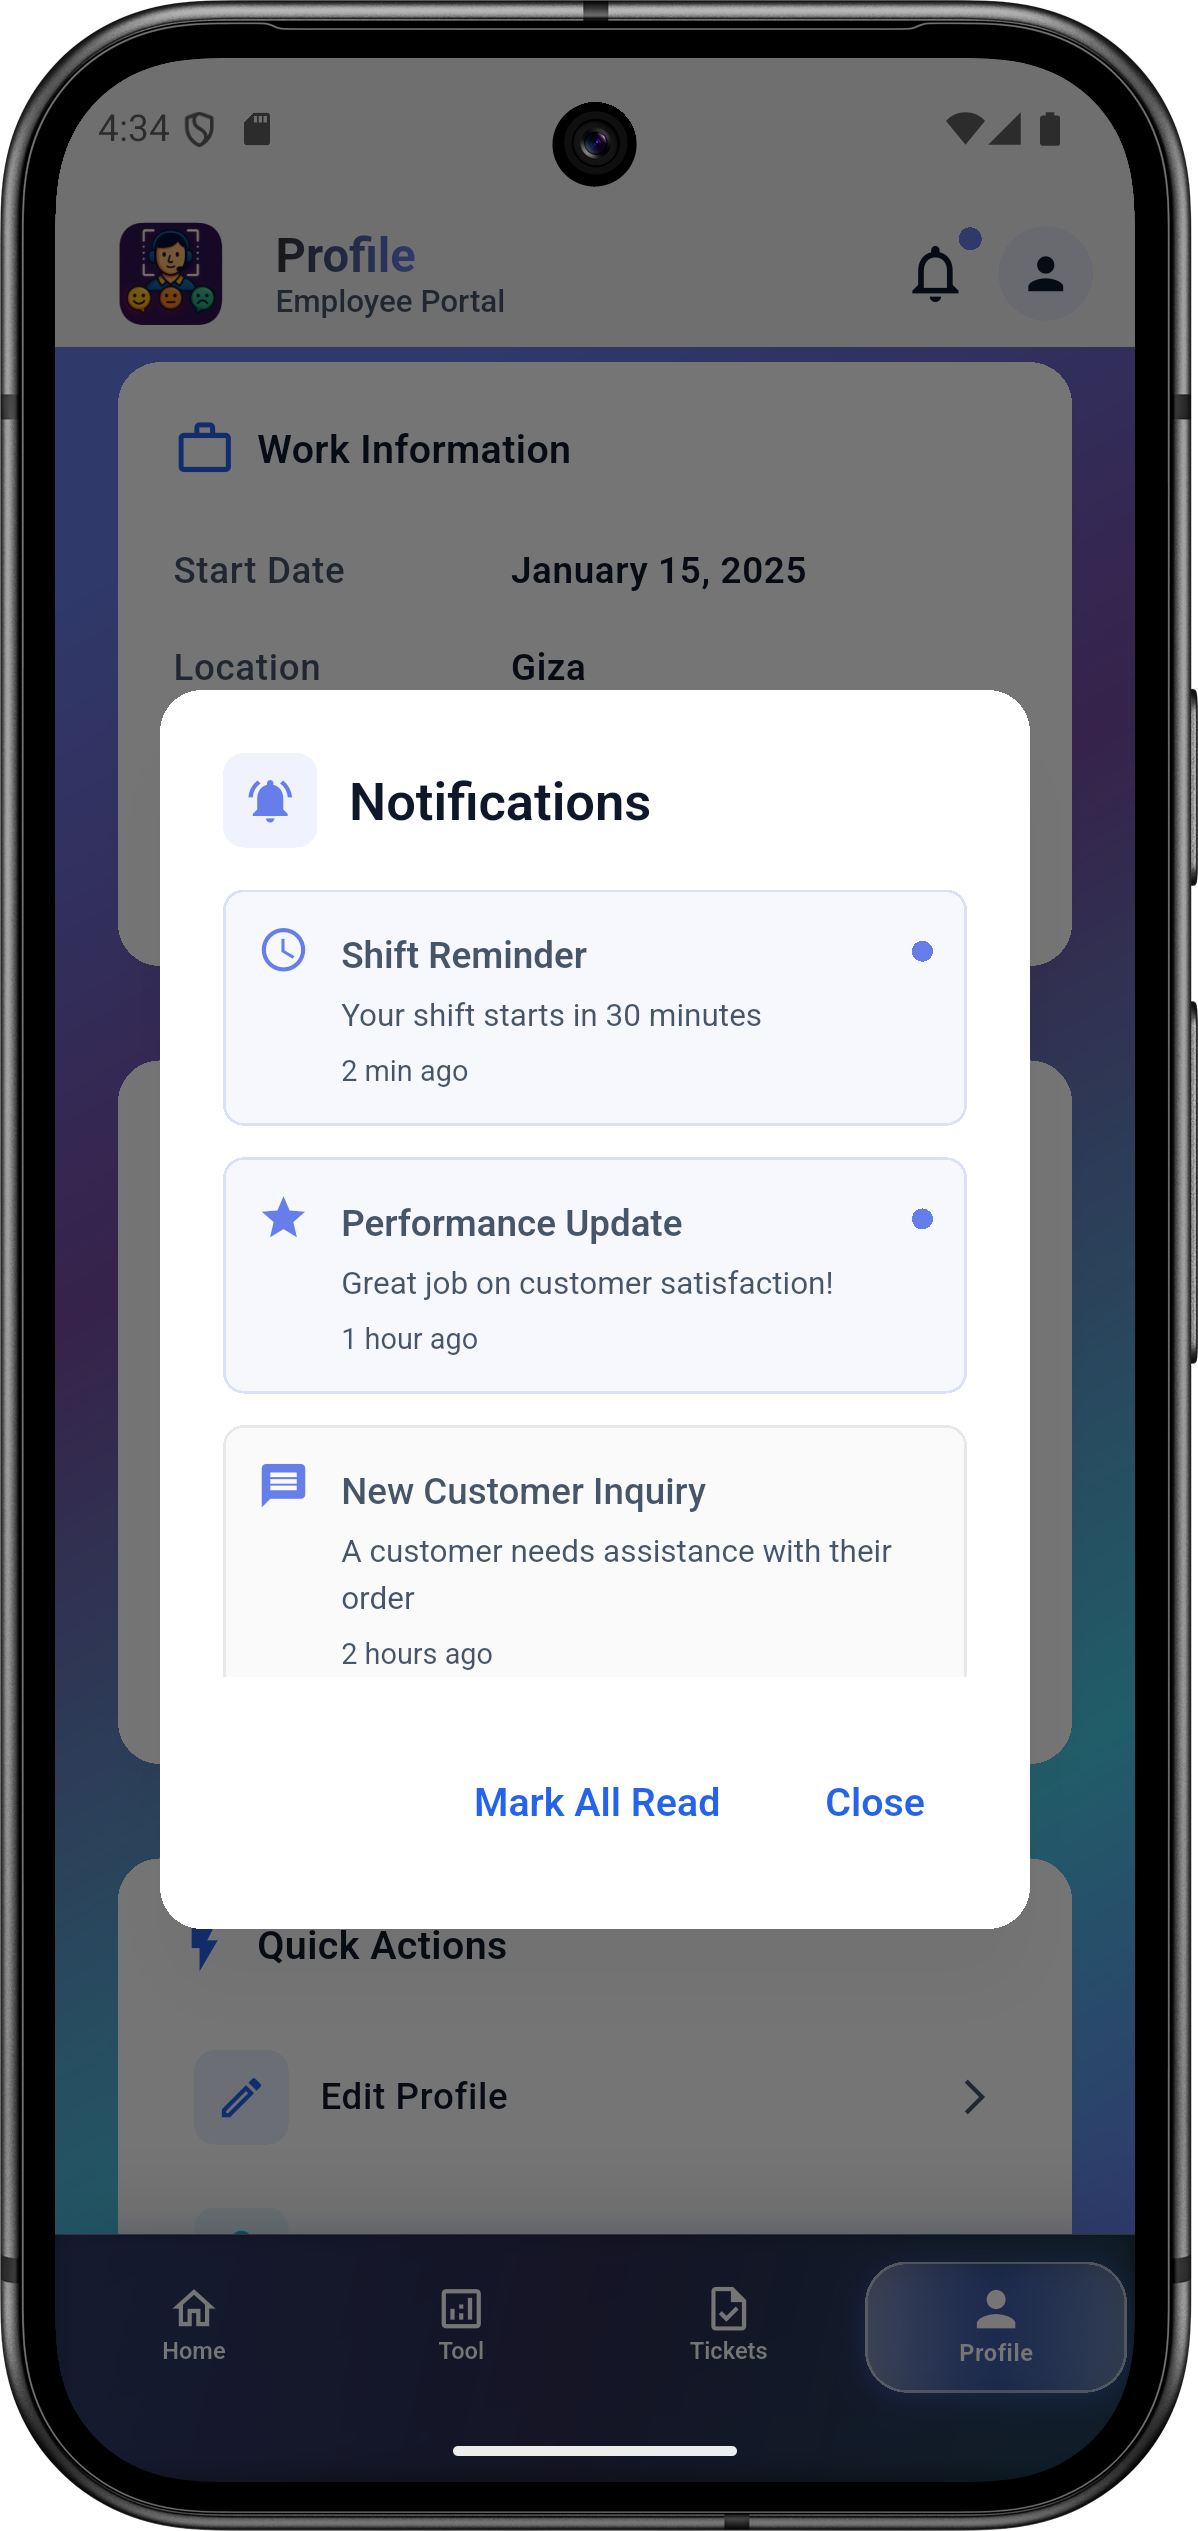 4:34
Profile
Employee Portal
Work Information
Start Date January 15, 2025
Location Giza
Notifications
Shift Reminder
Your shift starts in 30 minutes
2 min ago
Performance Update
Great job on customer satisfaction!
1 hour ago
New Customer Inquiry
A customer needs assistance with their
order
2 hours ago
Mark All Read Close
Quick Actions
Edit Profile
Home Tool Tickets Profile